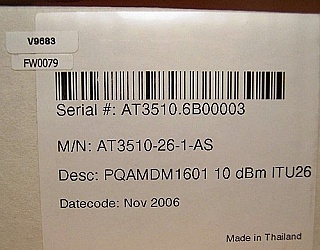 V9683
FW0079
Serial #: AT3510.6B00003
M/N: AT3510-26-1-AS
Desc: PQAMDM1601 10 dBm ITU26
Datecode: Nov 2006
Made in Thailand